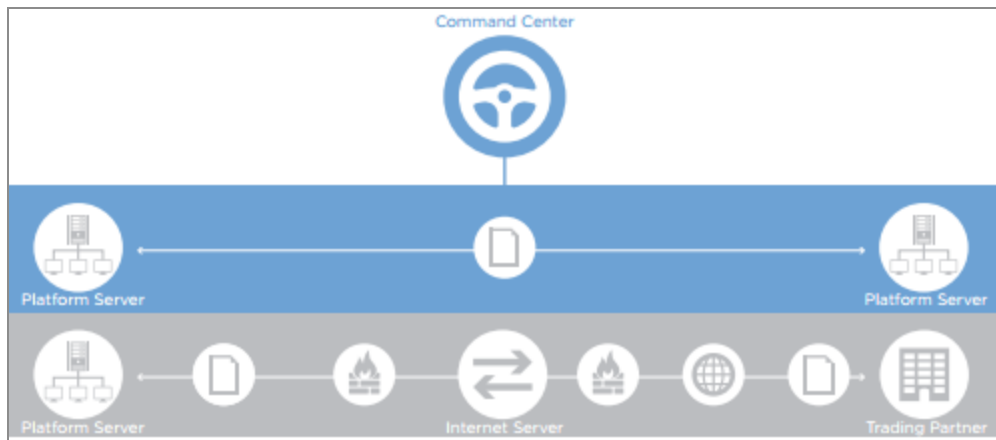 Command Center
Platform Server
Platform Server
Platform Server
Internet Server
Trading Partner